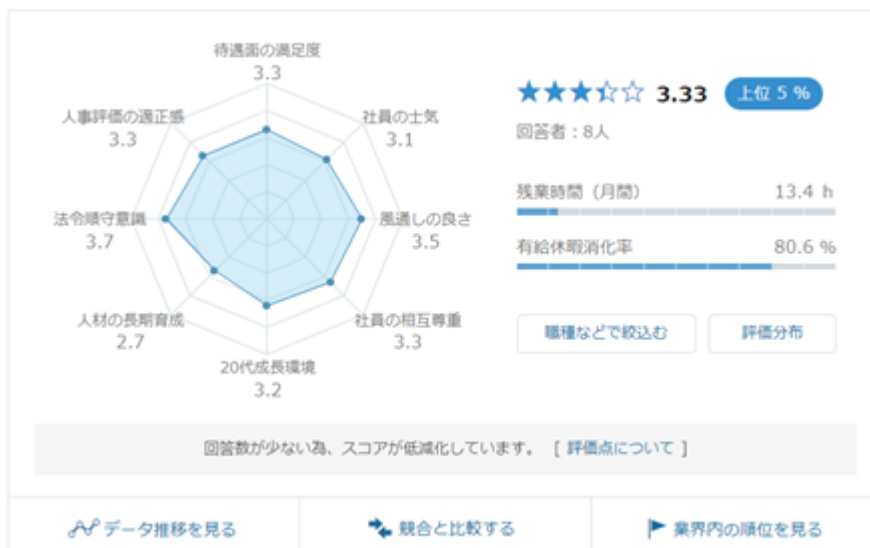 待遇面の満足度
3.3
社員の士気
3.1
風通しの良さ
3.5
社員の相互尊重
3.3
20代成長環境
3.2
人材の長期育成
2.7
法令順守意識
3.7
人事評価の適正感
3.3
3.33 上位 5 %
回答者：8人
残業時間（月間） 13.4 h
有給休暇消化率 80.6 %
職種などで絞込む 評価分布
回答数が少ない為、スコアが低減化しています。 [ 評価点について ]
データ推移を見る 競合と比較する 業界内の順位を見る